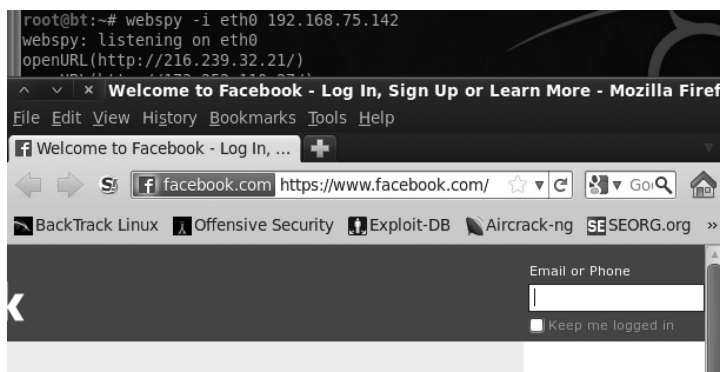 root@bt:~# webspy -i eth0 192.168.75.142
webspy: listening on eth0
openURL(http://216.239.32.21/)
Welcome to Facebook - Log In, Sign Up or Learn More - Mozilla Firef
File Edit View History Bookmarks Tools Help
Welcome to Facebook - Log In, ...
facebook.com https://www.facebook.com/
BackTrack Linux Offensive Security Exploit-DB Aircrack-ng SE SEORG.org »
Email or Phone
k
Keep me logged in